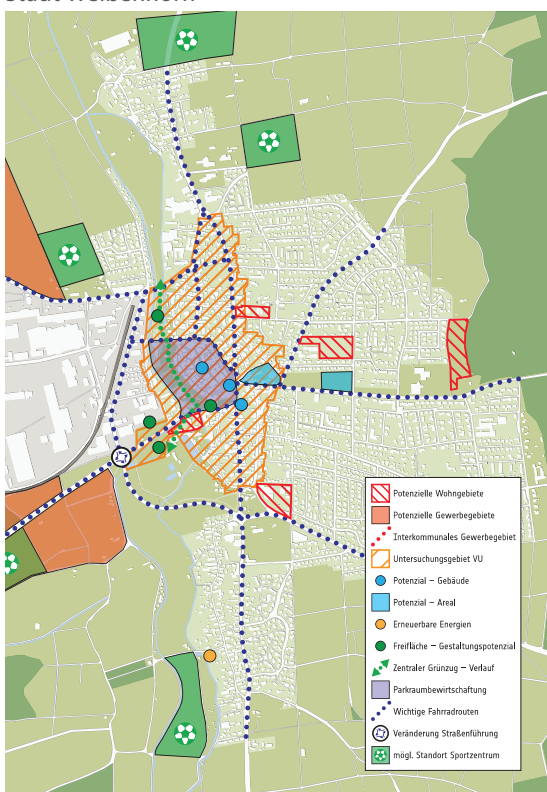 Potenzielle Wohngebiete
Potenzielle Gewerbegebiete
Interkommunales Gewerbegebiet
Untersuchungsgebiet VU
Potenzial – Gebäude
Potenzial – Areal
Erneuerbare Energien
Freifläche – Gestaltungspotenzial
Zentraler Grünzug – Verlauf
Parkraumbewirtschaftung
Wichtige Fahrradrouten
Veränderung Straßenführung
mögl. Standort Sportzentrum